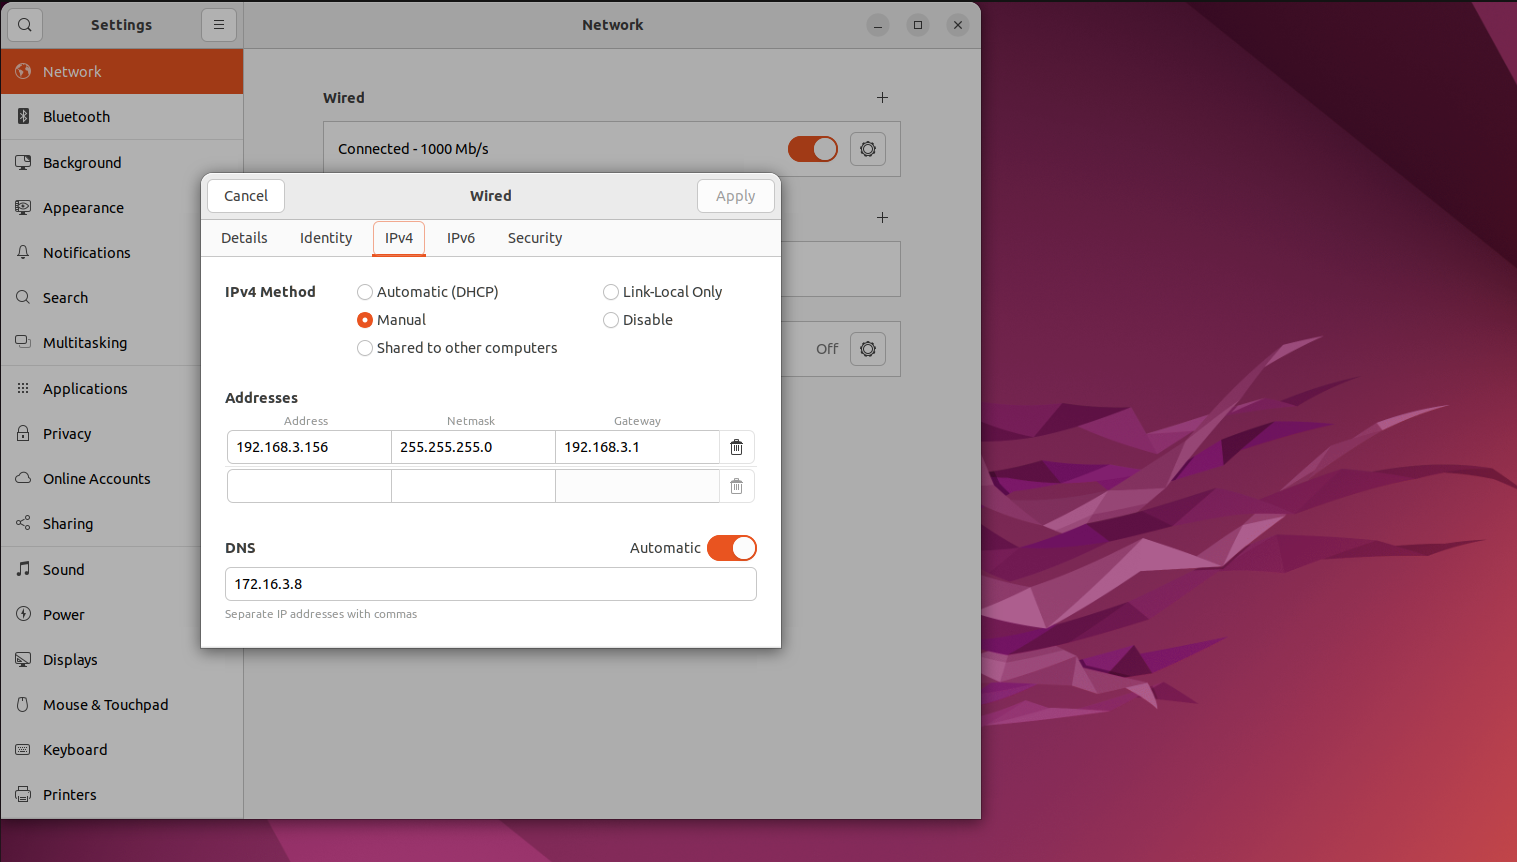 Settings
Network
Network
Bluetooth
Background
Appearance
Notifications
Search
Multitasking
Applications
Privacy
Online Accounts
Sharing
Sound
Power
Displays
Mouse & Touchpad
Keyboard
Printers
Wired
Connected - 1000 Mb/s
Off
Cancel
Wired
Apply
Details
Identity
IPv4
IPv6
Security
IPv4 Method
Automatic (DHCP)
Link-Local Only
Manual
Disable
Shared to other computers
Addresses
Address
Netmask
Gateway
192.168.3.156
255.255.255.0
192.168.3.1
DNS
Automatic
172.16.3.8
Separate IP addresses with commas